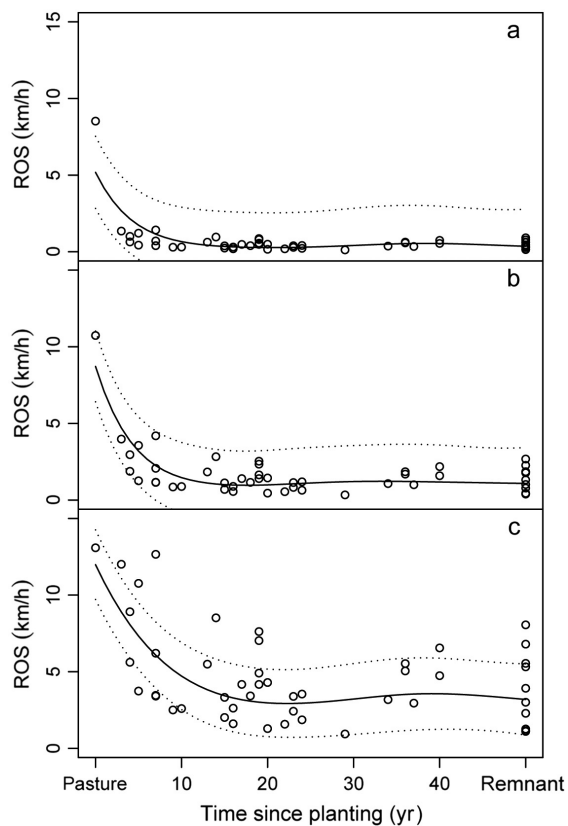 a
15
10
5
0
ROS (km/h)
b
10
5
0
ROS (km/h)
c
10
5
0
ROS (km/h)
Pasture 10 20 30 40 Remnant
Time since planting (yr)